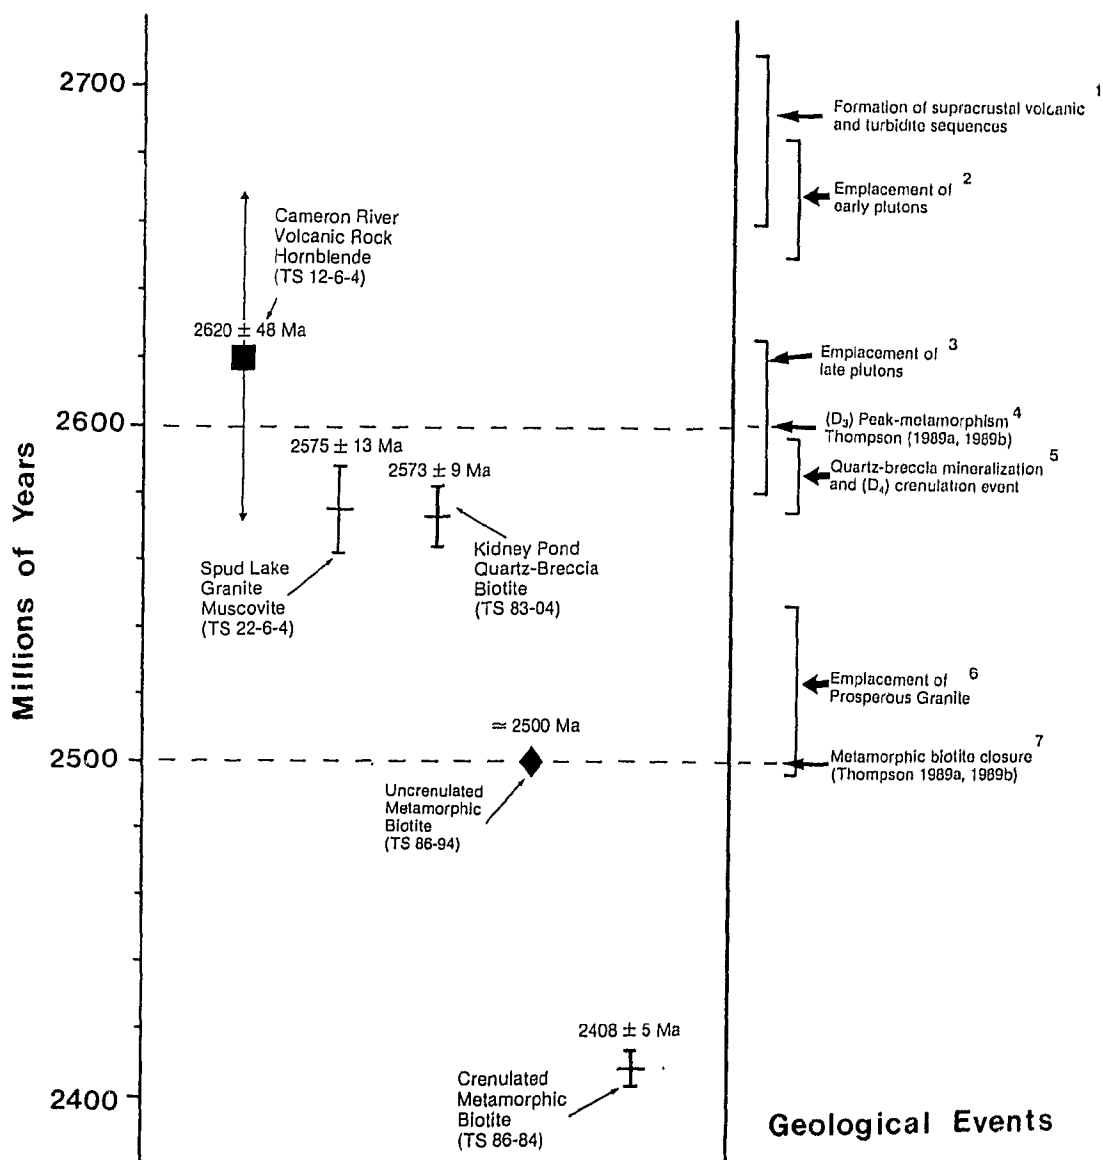 Millions of Years
2700
2600
2500
2400
Cameron River
Volcanic Rock
Hornblende
(TS 12-6-4)
2620 ± 48 Ma
2575 ± 13 Ma
2573 ± 9 Ma
Spud Lake
Granite
Muscovite
(TS 22-6-4)
Kidney Pond
Quartz-Breccia
Biotite
(TS 83-04)
≃ 2500 Ma
Uncrenulated
Metamorphic
Biotite
(TS 86-94)
2408 ± 5 Ma
Crenulated
Metamorphic
Biotite
(TS 86-84)
Formation of supracrustal volcanic 1
and turbidite sequences
Emplacement of 2
early plutons
Emplacement of 3
late plutons
(D₃) Peak-metamorphism 4
Thompson (1989a, 1989b)
Quartz-breccia mineralization 5
and (D₄) crenulation event
Emplacement of 6
Prosperous Granite
Metamorphic biotite closure 7
(Thompson 1989a, 1989b)
Geological Events